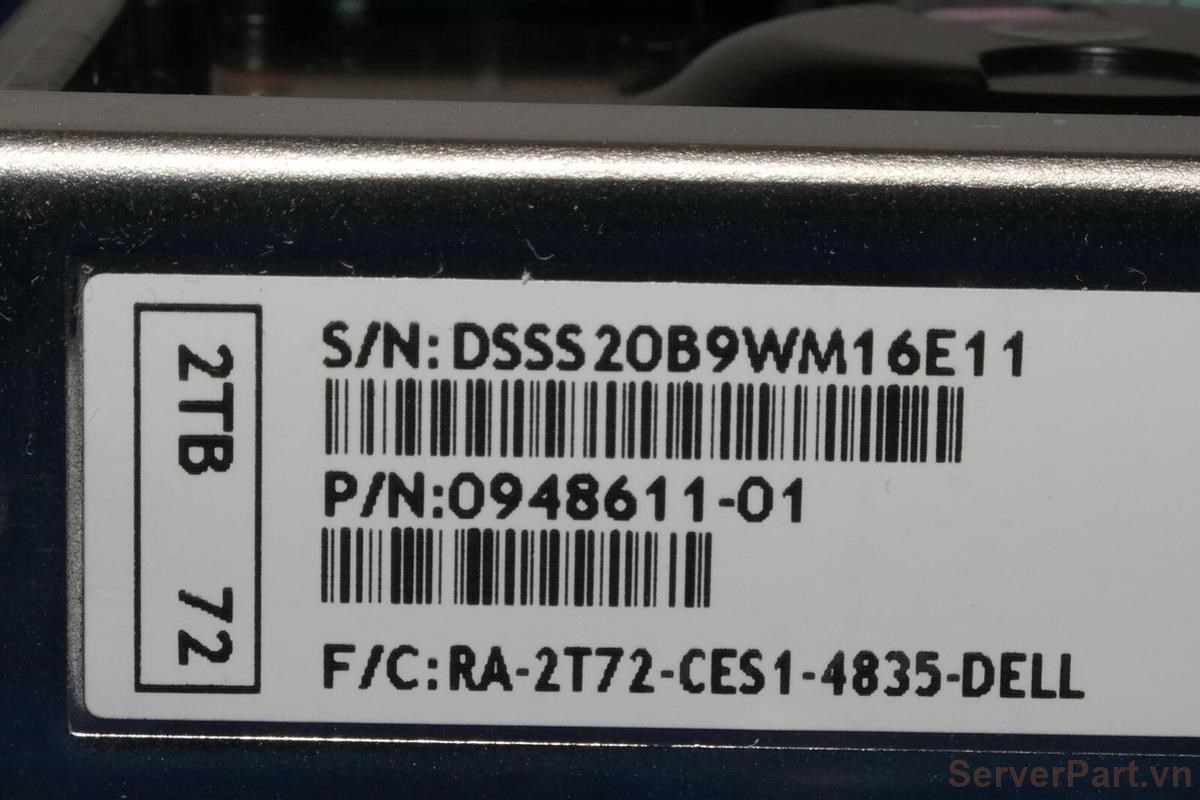 2TB 72
S/N: DSSS20B9WM16E11
P/N:0948611-01
F/C:RA-2T72-CES1-4835-DELL
ServerPart.vn